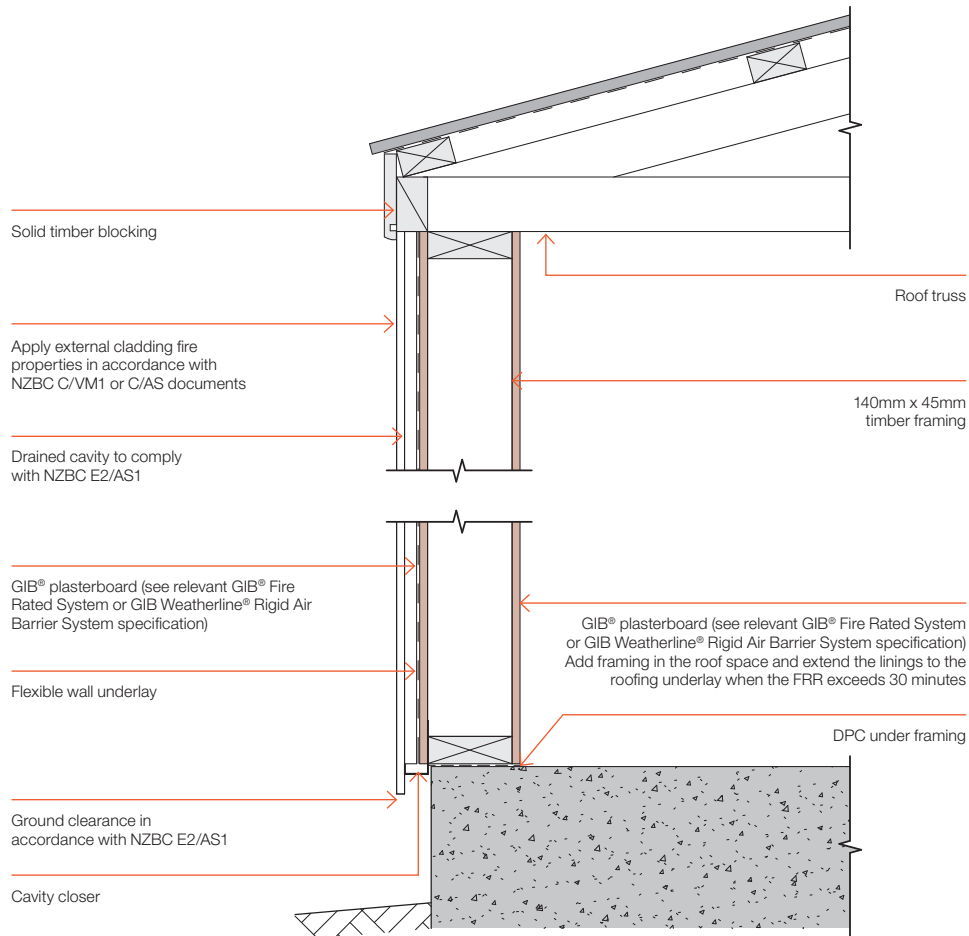 Solid timber blocking
Apply external cladding fire
properties in accordance with
NZBC C/VM1 or C/AS documents
Drained cavity to comply
with NZBC E2/AS1
GIB® plasterboard (see relevant GIB® Fire
Rated System or GIB Weatherline® Rigid Air
Barrier System specification)
Flexible wall underlay
Ground clearance in
accordance with NZBC E2/AS1
Cavity closer
Roof truss
140mm x 45mm
timber framing
GIB® plasterboard (see relevant GIB® Fire Rated System
or GIB Weatherline® Rigid Air Barrier System specification)
Add framing in the roof space and extend the linings to the
roofing underlay when the FRR exceeds 30 minutes
DPC under framing